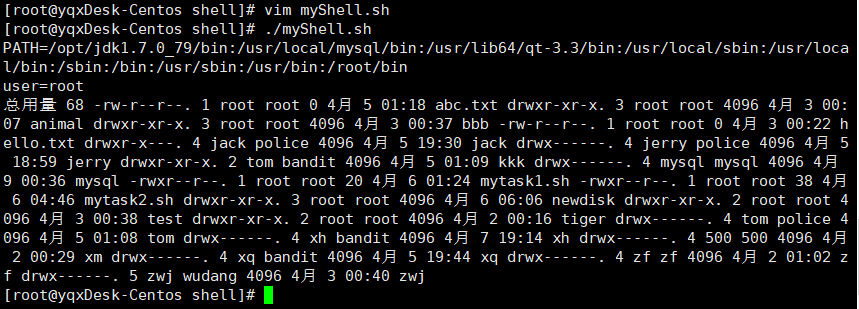 [root@yqxDesk-Centos shell]# vim myShell.sh
[root@yqxDesk-Centos shell]# ./myShell.sh
PATH=/opt/jdk1.7.0_79/bin:/usr/local/mysql/bin:/usr/lib64/qt-3.3/bin:/usr/local/sbin:/usr/loca
l/bin:/sbin:/bin:/usr/sbin:/usr/bin:/root/bin
user=root
总用量 68 -rw-r--r--. 1 root root 0 4月 5 01:18 abc.txt drwxr-xr-x. 3 root root 4096 4月 3 00:
07 animal drwxr-xr-x. 3 root root 4096 4月 3 00:37 bbb -rw-r--r--. 1 root root 0 4月 3 00:22 h
ello.txt drwxr-x---. 4 jack police 4096 4月 5 19:30 jack drwx------. 4 jerry police 4096 4月 5
 18:59 jerry drwxr-xr-x. 2 tom bandit 4096 4月 5 01:09 kkk drwx------. 4 mysql mysql 4096 4月
9 00:36 mysql -rwxr--r--. 1 root root 20 4月 6 01:24 mytask1.sh -rwxr--r--. 1 root root 38 4月
 6 04:46 mytask2.sh drwxr-xr-x. 3 root root 4096 4月 6 06:06 newdisk drwxr-xr-x. 2 root root 4
096 4月 3 00:38 test drwxr-xr-x. 2 root root 4096 4月 2 00:16 tiger drwx------. 4 tom police 4
096 4月 5 01:08 tom drwx------. 4 xh bandit 4096 4月 7 19:14 xh drwx------. 4 500 500 4096 4月
 2 00:29 xm drwx------. 4 xq bandit 4096 4月 5 19:44 xq drwx------. 4 zf zf 4096 4月 2 01:02 z
f drwx------. 5 zwj wudang 4096 4月 3 00:40 zwj
[root@yqxDesk-Centos shell]#